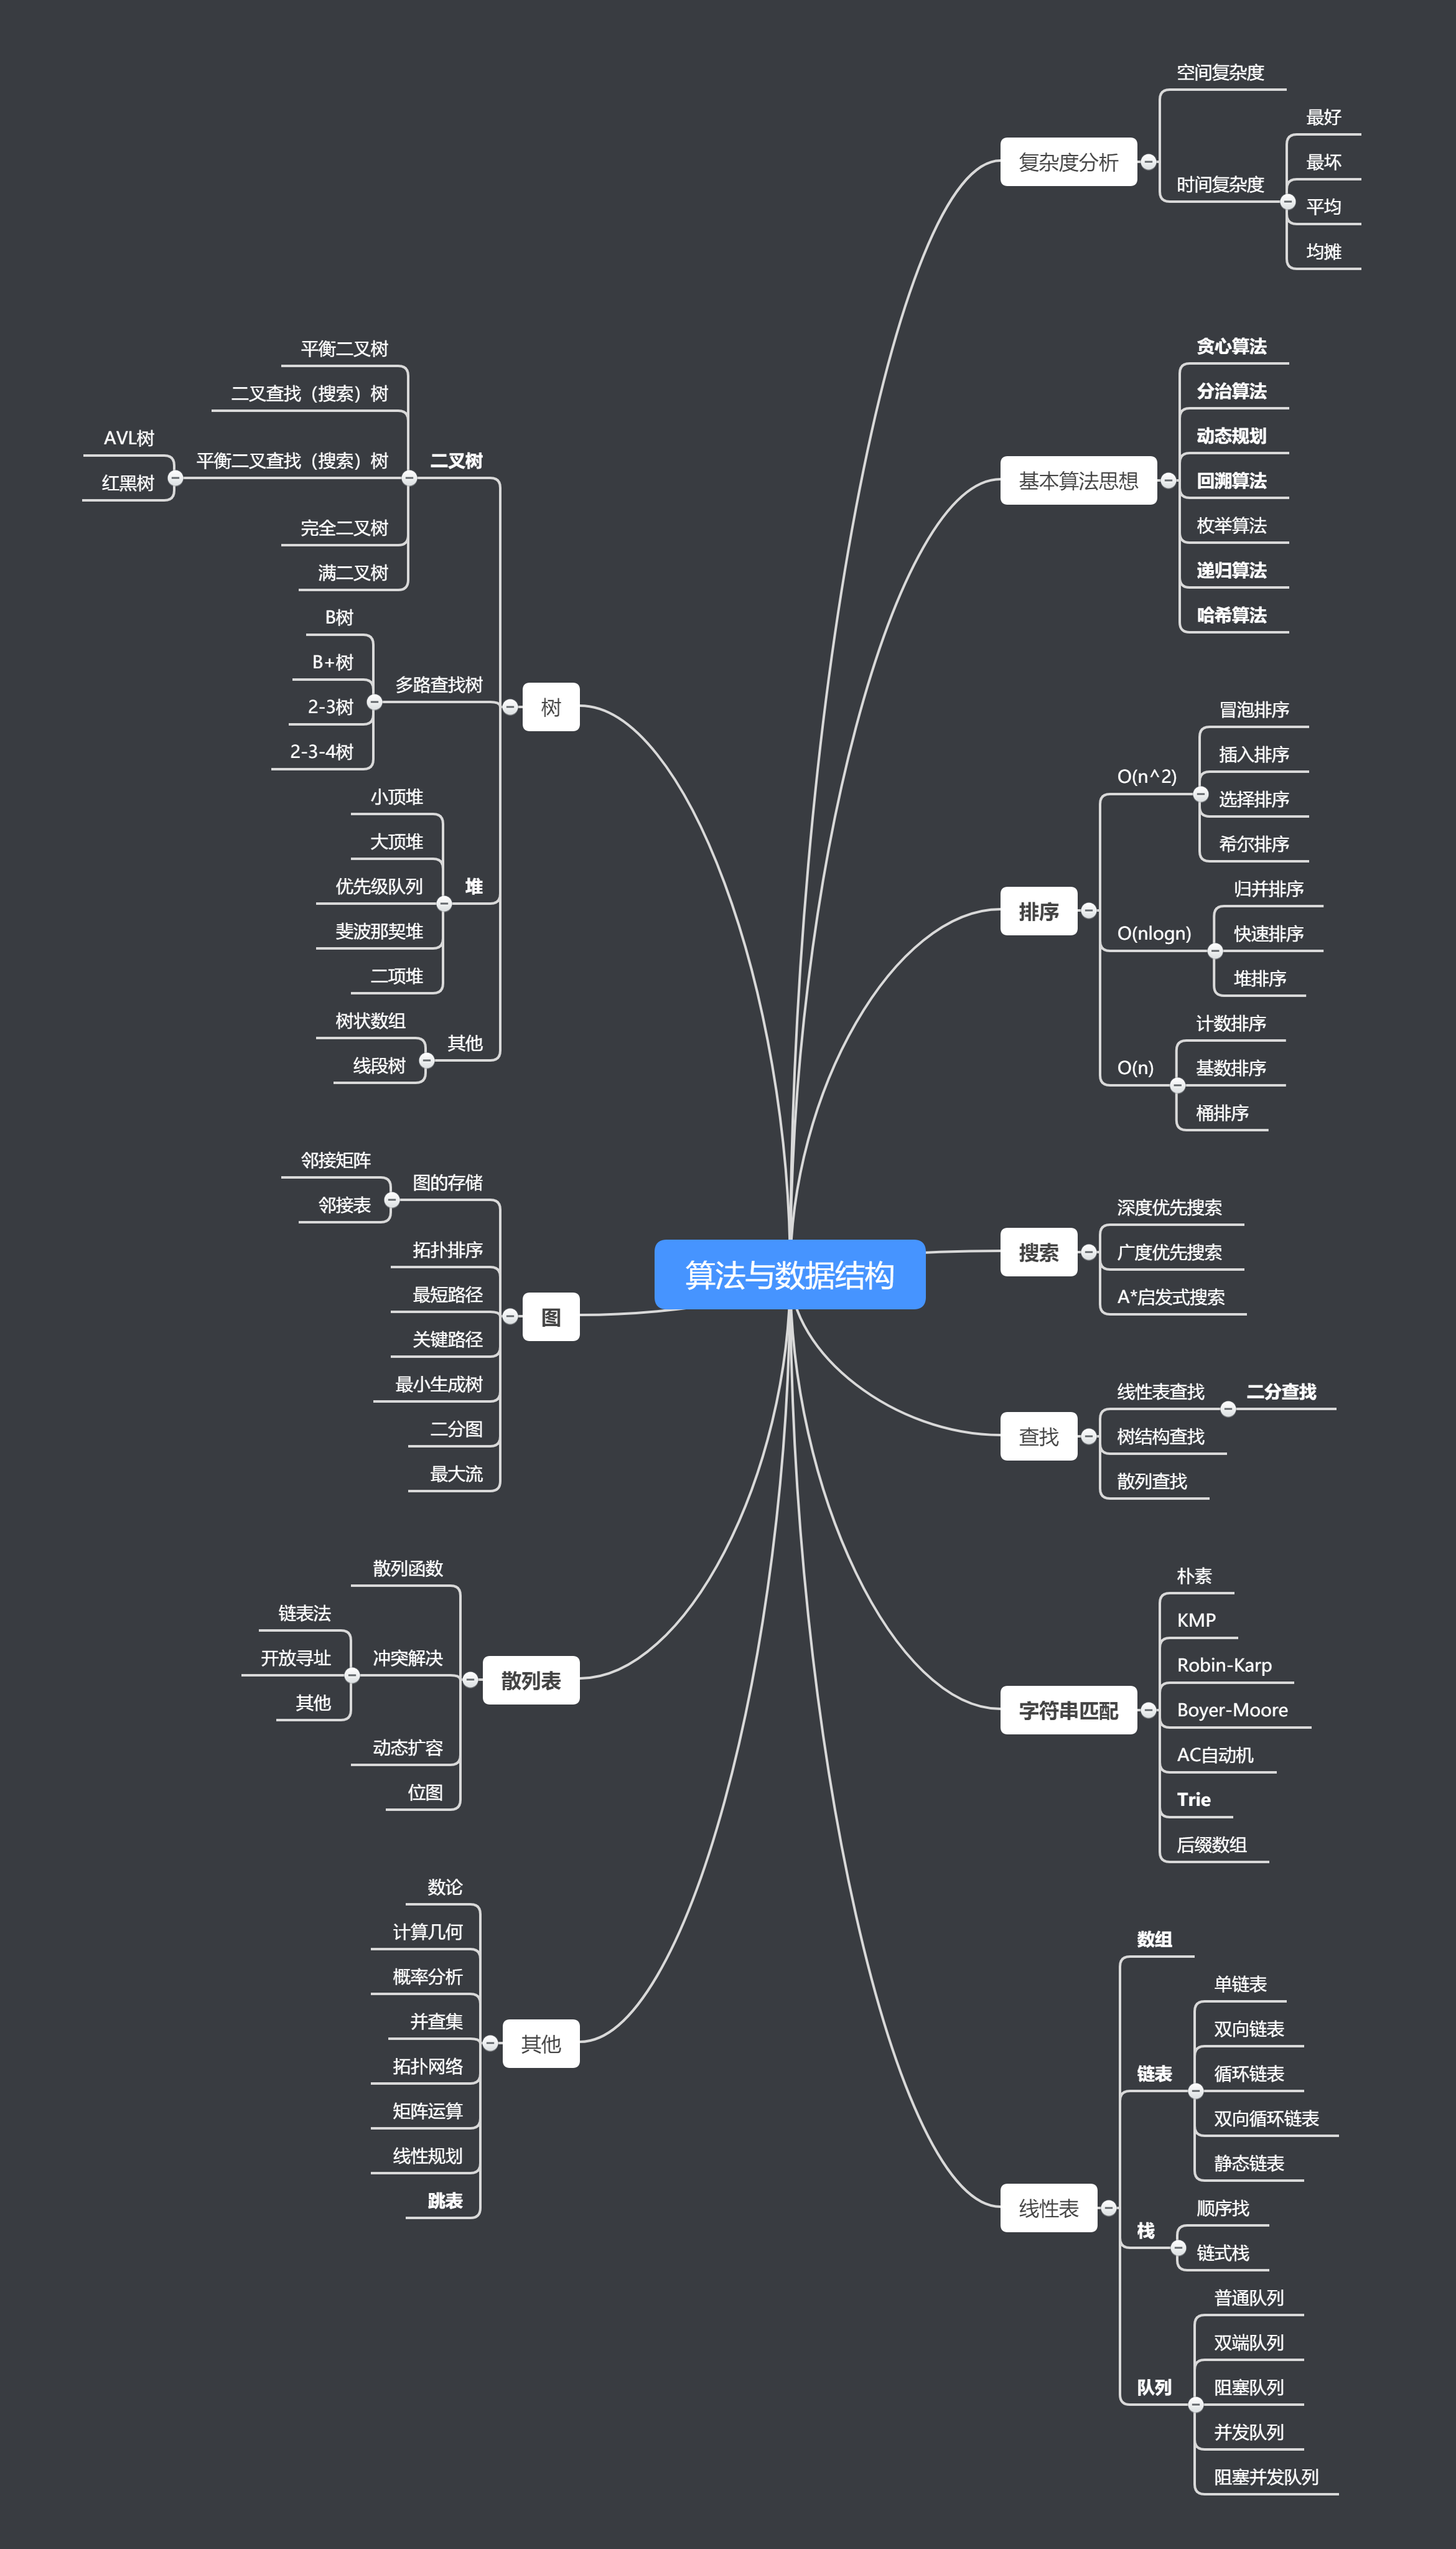 算法与数据结构
复杂度分析
空间复杂度
时间复杂度
最好
最坏
平均
均摊
基本算法思想
贪心算法
分治算法
动态规划
回溯算法
枚举算法
递归算法
哈希算法
排序
O(n^2)
冒泡排序
插入排序
选择排序
希尔排序
O(nlogn)
归并排序
快速排序
堆排序
O(n)
计数排序
基数排序
桶排序
搜索
深度优先搜索
广度优先搜索
A*启发式搜索
查找
线性表查找
二分查找
树结构查找
散列查找
字符串匹配
朴素
KMP
Robin-Karp
Boyer-Moore
AC自动机
Trie
后缀数组
线性表
数组
链表
单链表
双向链表
循环链表
双向循环链表
静态链表
栈
顺序找
链式栈
队列
普通队列
双端队列
阻塞队列
并发队列
阻塞并发队列
树
二叉树
平衡二叉树
二叉查找（搜索）树
平衡二叉查找（搜索）树
AVL树
红黑树
完全二叉树
满二叉树
多路查找树
B树
B+树
2-3树
2-3-4树
堆
小顶堆
大顶堆
优先级队列
斐波那契堆
二项堆
其他
树状数组
线段树
图
图的存储
邻接矩阵
邻接表
拓扑排序
最短路径
关键路径
最小生成树
二分图
最大流
散列表
散列函数
冲突解决
链表法
开放寻址
其他
动态扩容
位图
其他
数论
计算几何
概率分析
并查集
拓扑网络
矩阵运算
线性规划
跳表